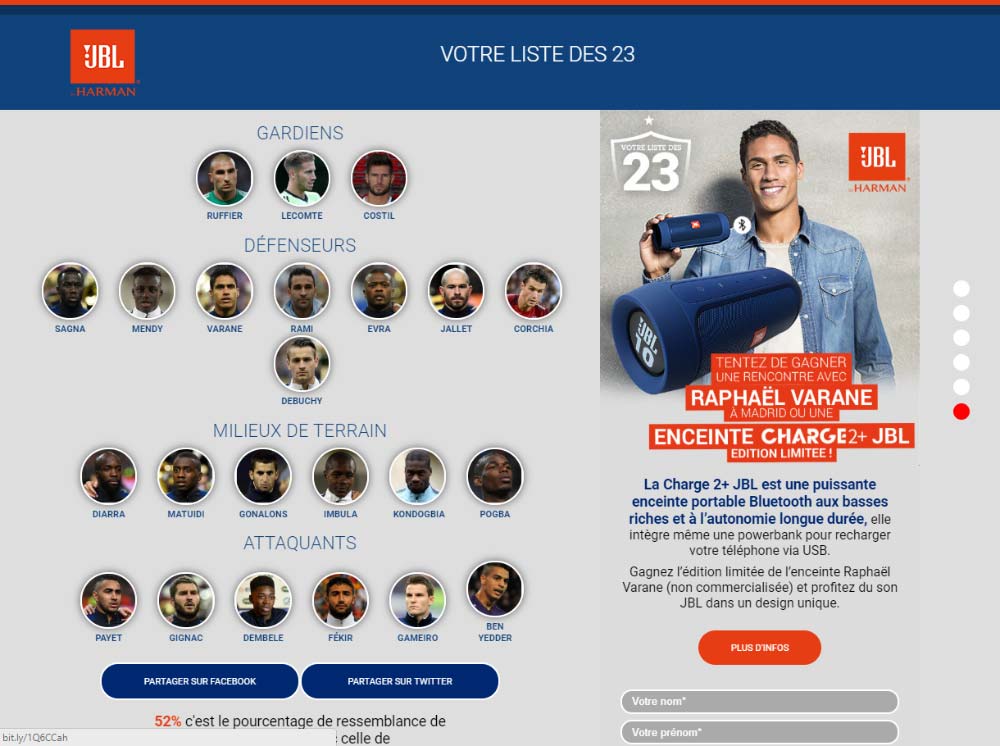 JBL
by HARMAN
VOTRE LISTE DES 23
GARDIENS
RUFFIER
LECOMTE
COSTIL
DÉFENSEURS
SAGNA
MENDY
VARANE
RAMI
EVRA
JALLET
CORCHIA
DEBUCHY
MILIEUX DE TERRAIN
DIARRA
MATUIDI
GONALONS
IMBULA
KONDOGBIA
POGBA
ATTAQUANTS
PAYET
GIGNAC
DEMBELE
FÉKIR
GAMEIRO
BEN
YEDDER
PARTAGER SUR FACEBOOK
PARTAGER SUR TWITTER
52% c'est le pourcentage de ressemblance de
celle de
bit.ly/1Q6CCah
VOTRE LISTE DES
23
JBL
by HARMAN
JBL
JBL
10
JBL
TENTEZ DE GAGNER
UNE RENCONTRE AVEC
RAPHAËL VARANE
À MADRID OU UNE
ENCEINTE CHARGE2+ JBL
EDITION LIMITEE !
La Charge 2+ JBL est une puissante
enceinte portable Bluetooth aux basses
riches et à l'autonomie longue durée, elle
intègre même une powerbank pour recharger
votre téléphone via USB.
Gagnez l'édition limitée de l'enceinte Raphaël
Varane (non commercialisée) et profitez du son
JBL dans un design unique.
PLUS D'INFOS
Votre nom*
Votre prénom*